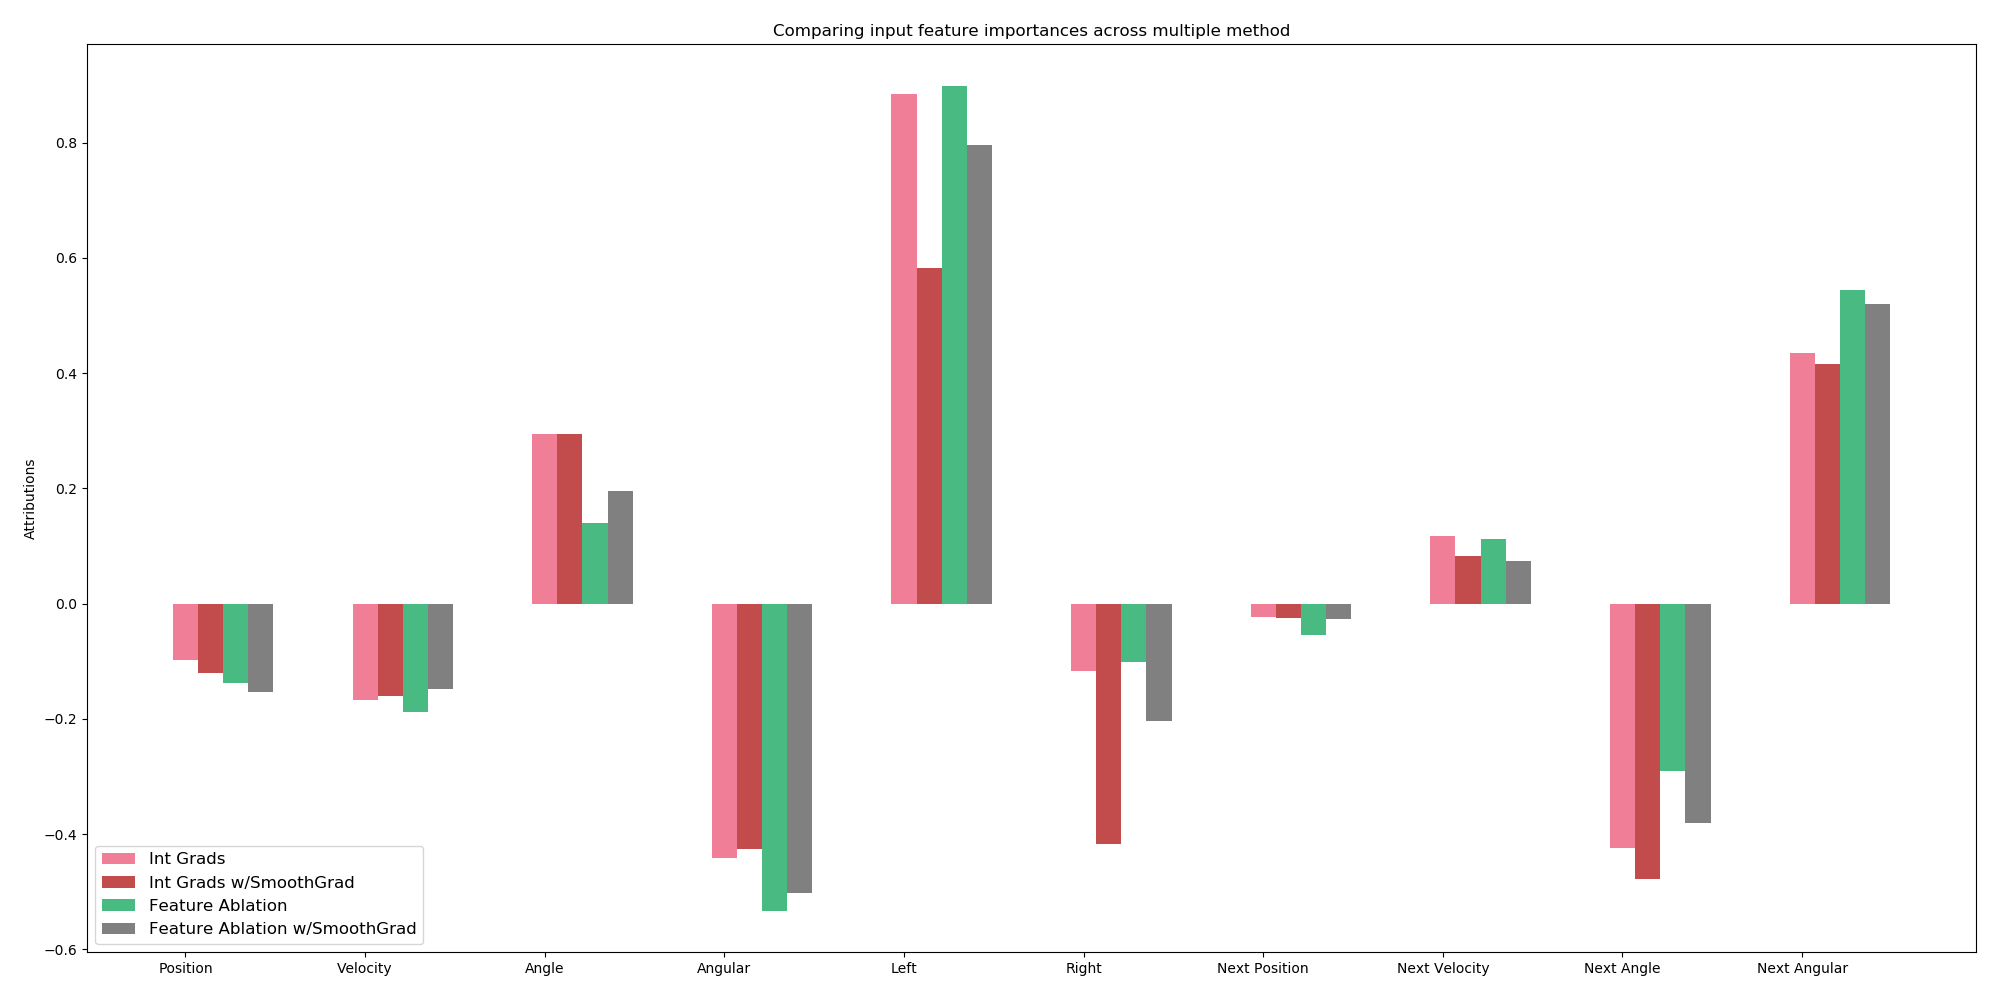 Comparing input feature importances across multiple method
Attributions
0.8
0.6
0.4
0.2
0.0
−0.2
−0.4
−0.6
Int Grads
Int Grads w/SmoothGrad
Feature Ablation
Feature Ablation w/SmoothGrad
Position Velocity Angle Angular Left Right Next Position Next Velocity Next Angle Next Angular